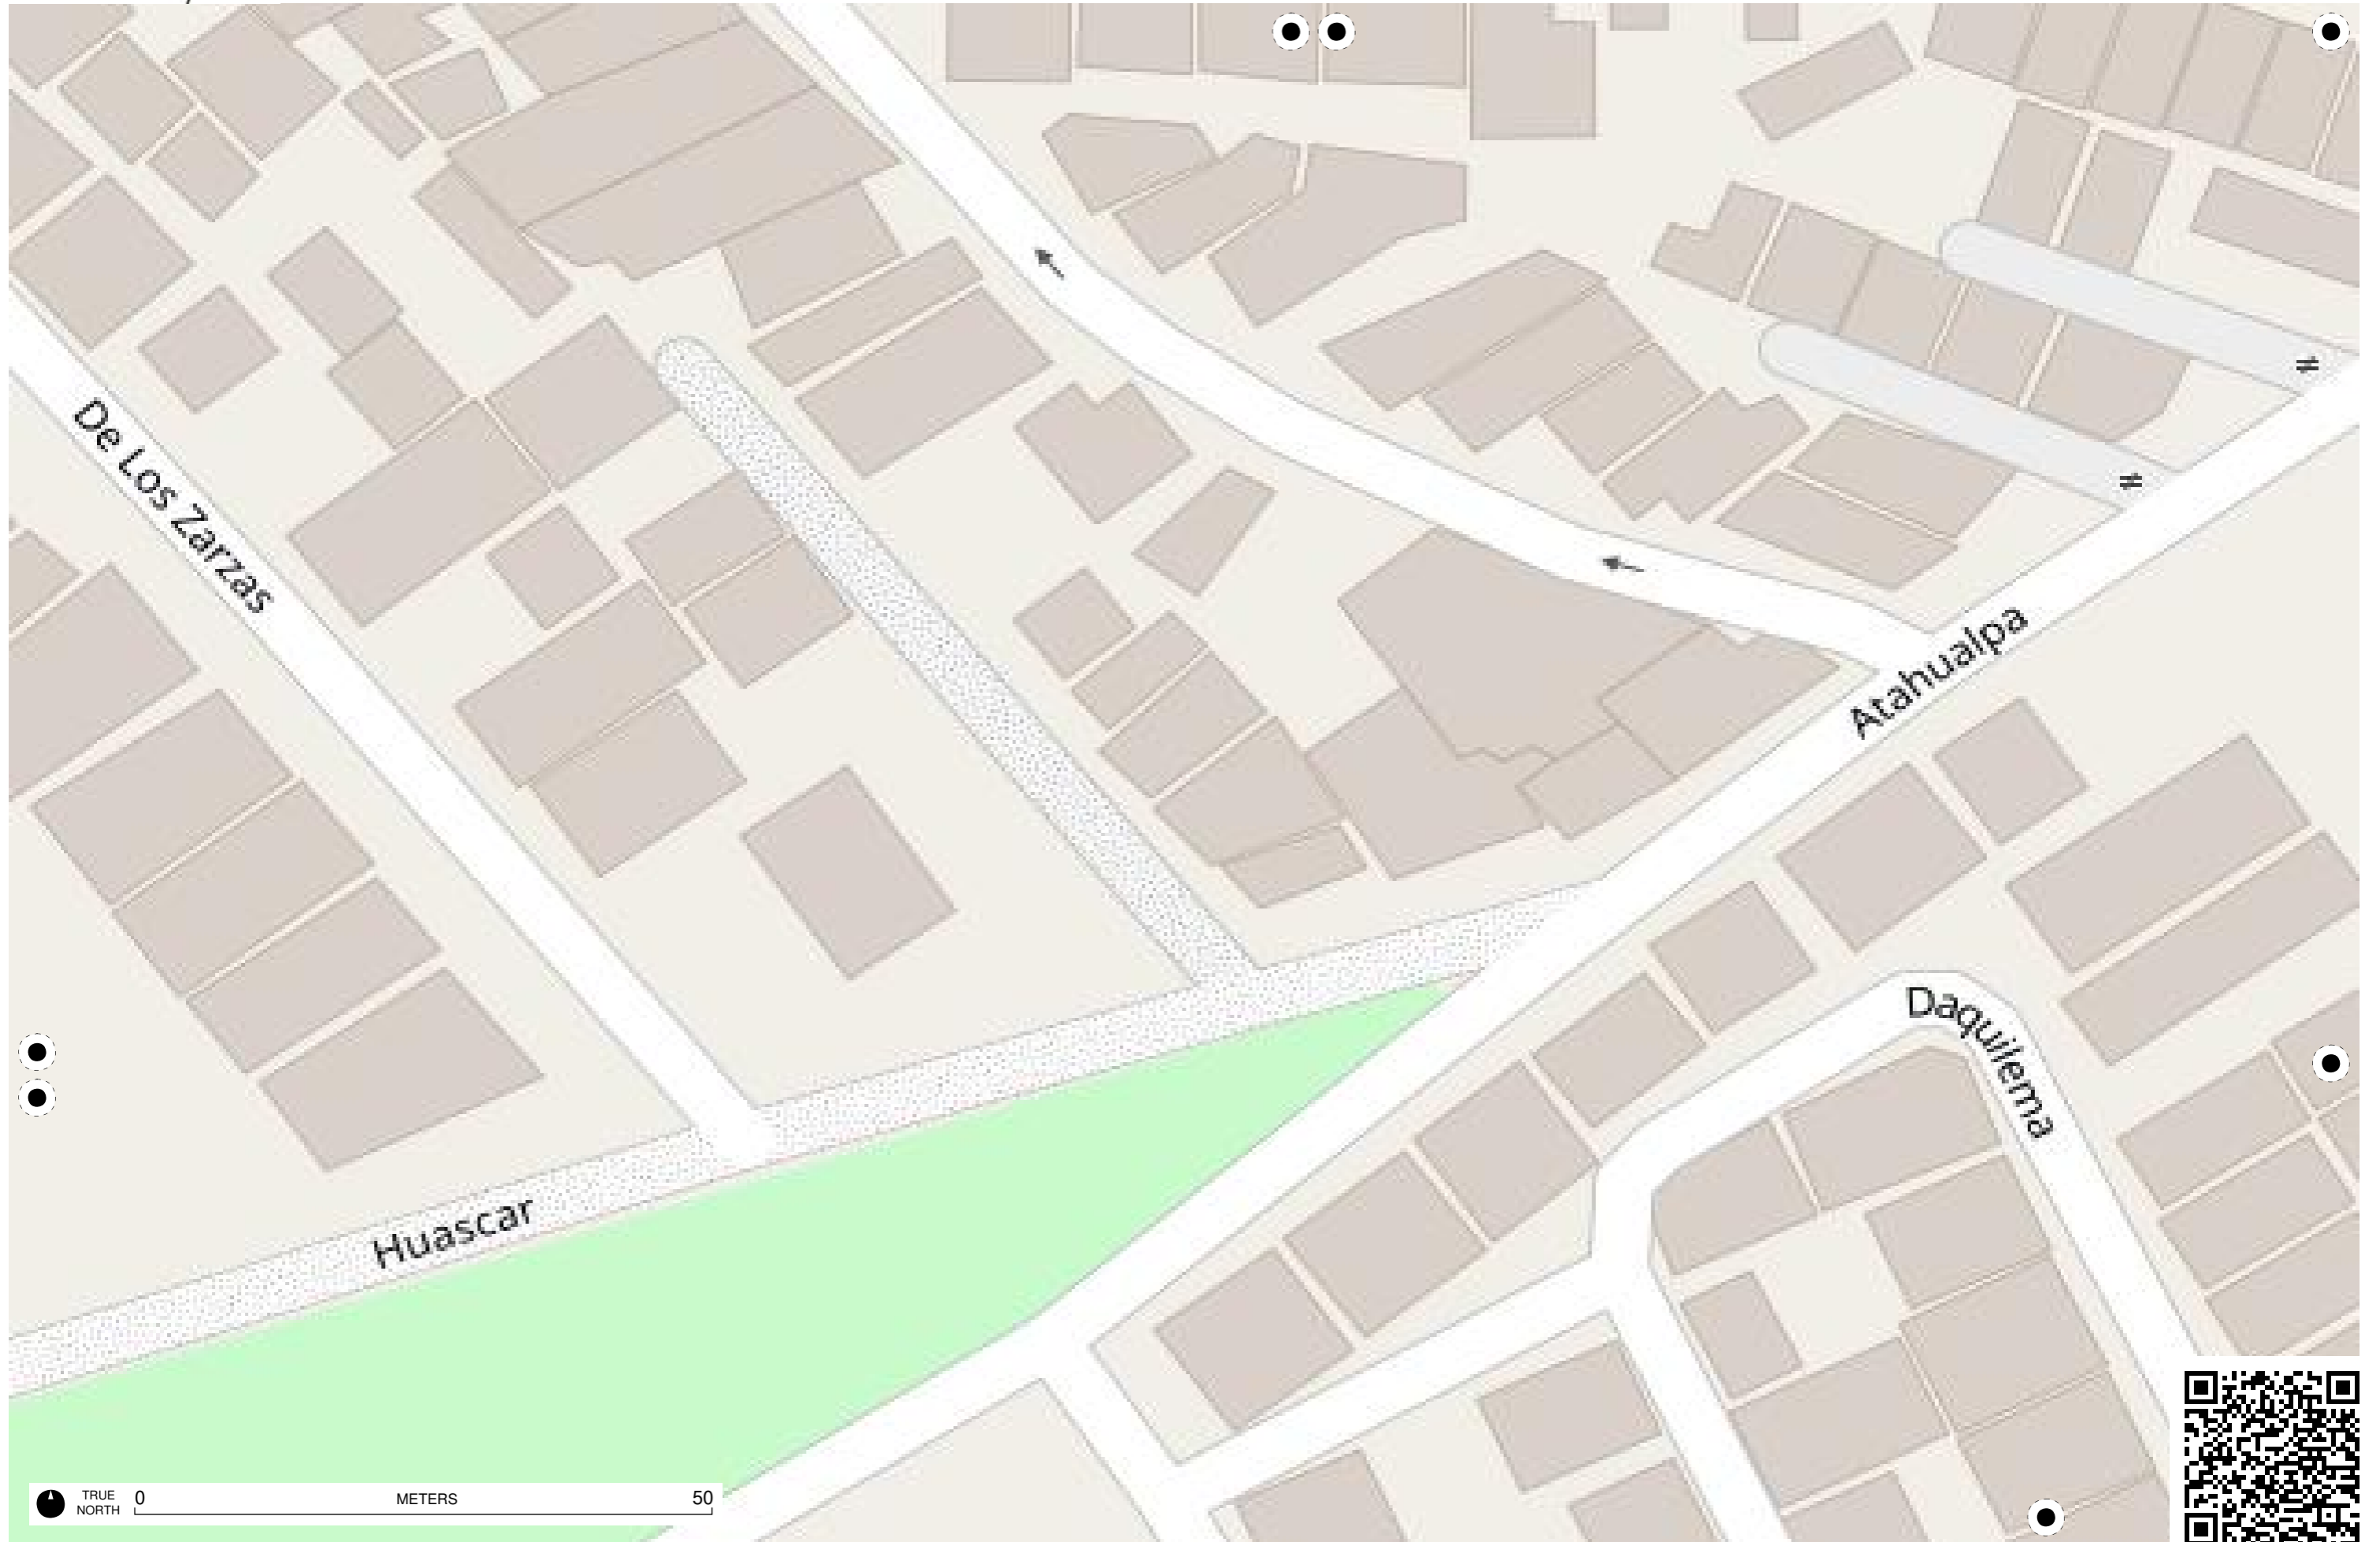 De Los Zarzas
Atahualpa
Daquilema
Huascar
TRUE NORTH
0 METERS 50